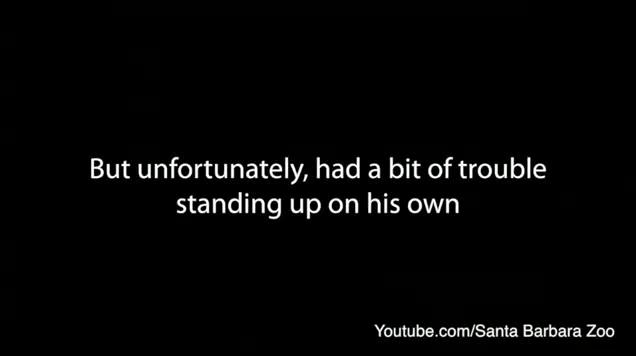 But unfortunately, had a bit of trouble
standing up on his own
Youtube.com/Santa Barbara Zoo